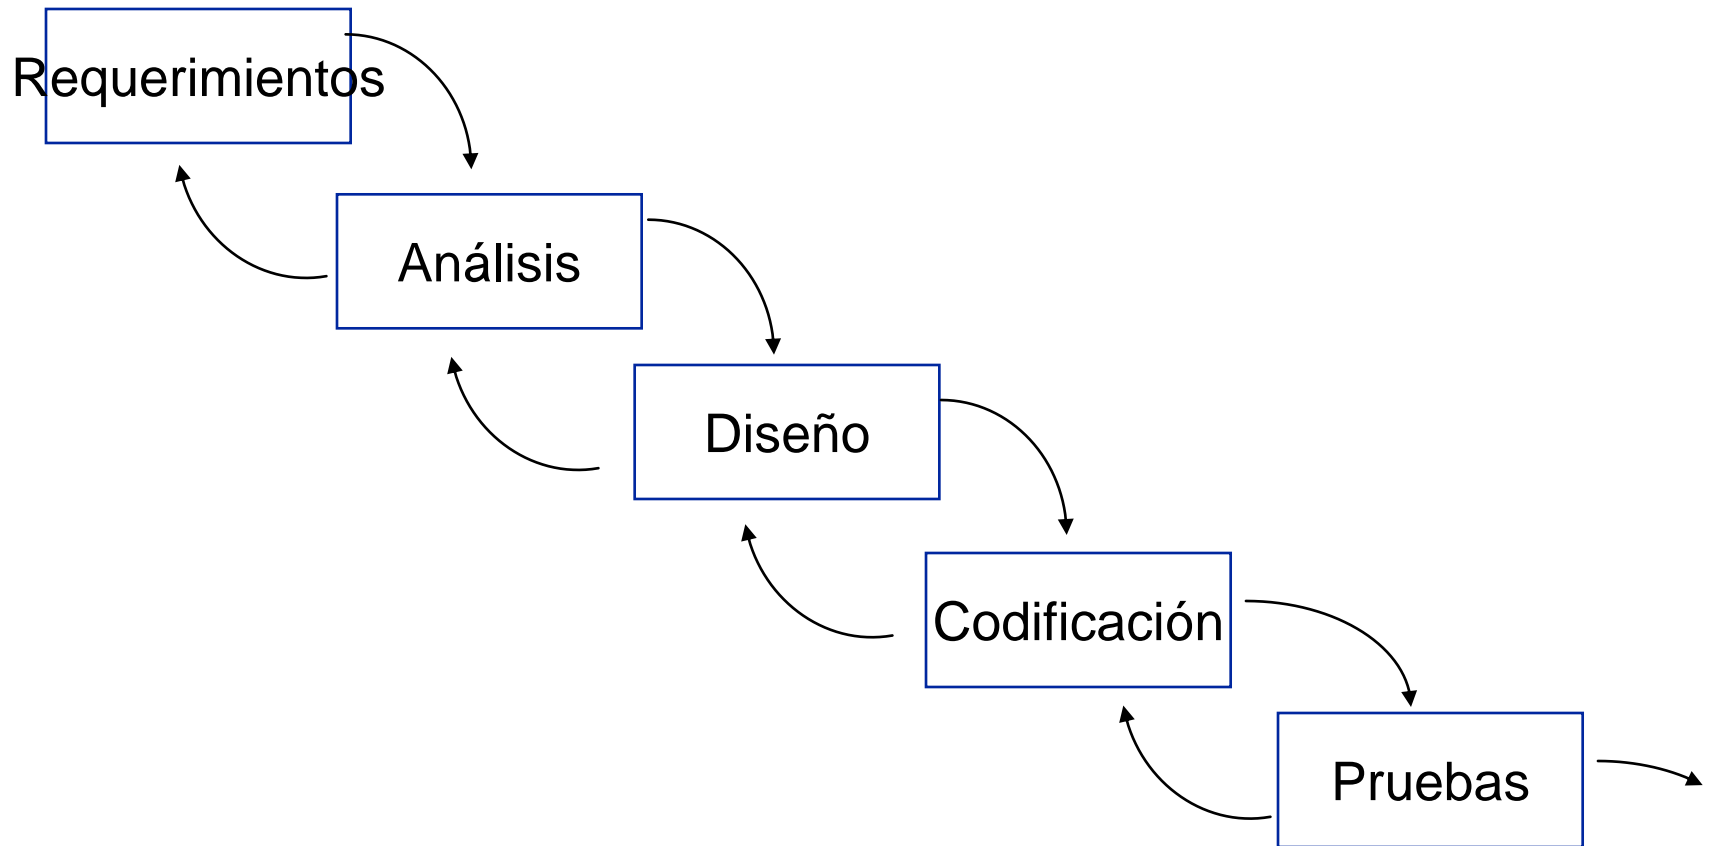 Requerimientos
Análisis
Diseño
Codificación
Pruebas